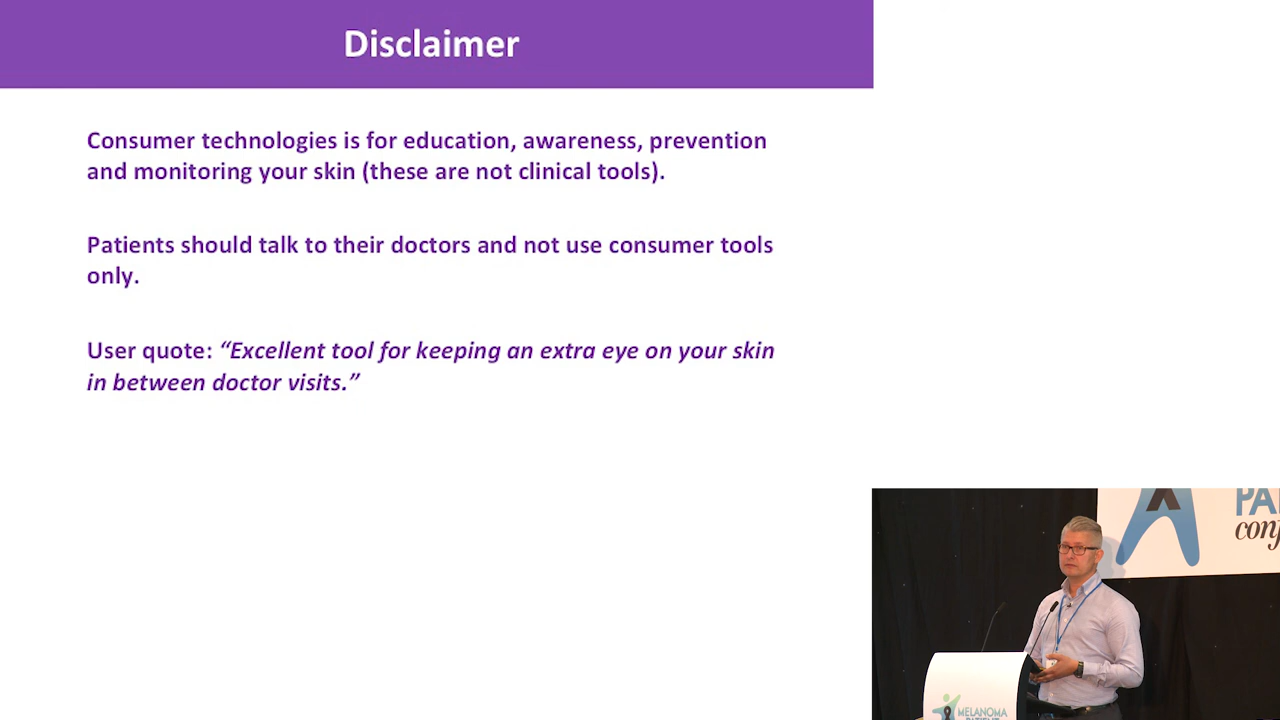 Disclaimer
Consumer technologies is for education, awareness, prevention
and monitoring your skin (these are not clinical tools).
Patients should talk to their doctors and not use consumer tools
only.
User quote: “Excellent tool for keeping an extra eye on your skin
in between doctor visits.”
MELANOMA